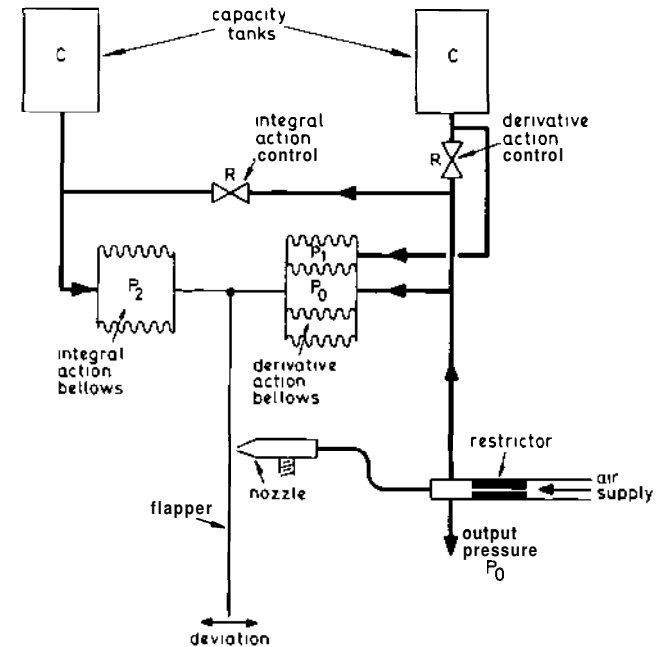 capacity
tanks
C
C
integral
action
control
R
derivative
action
control
R
P1
P2
P0
integral
action
bellows
derivative
action
bellows
restrictor
nozzle
air
supply
flapper
output
pressure
P0
deviation